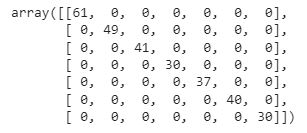 array([[61,  0,  0,  0,  0,  0,  0],
       [ 0, 49,  0,  0,  0,  0,  0],
       [ 0,  0, 41,  0,  0,  0,  0],
       [ 0,  0,  0, 30,  0,  0,  0],
       [ 0,  0,  0,  0, 37,  0,  0],
       [ 0,  0,  0,  0,  0, 40,  0],
       [ 0,  0,  0,  0,  0,  0, 30]])